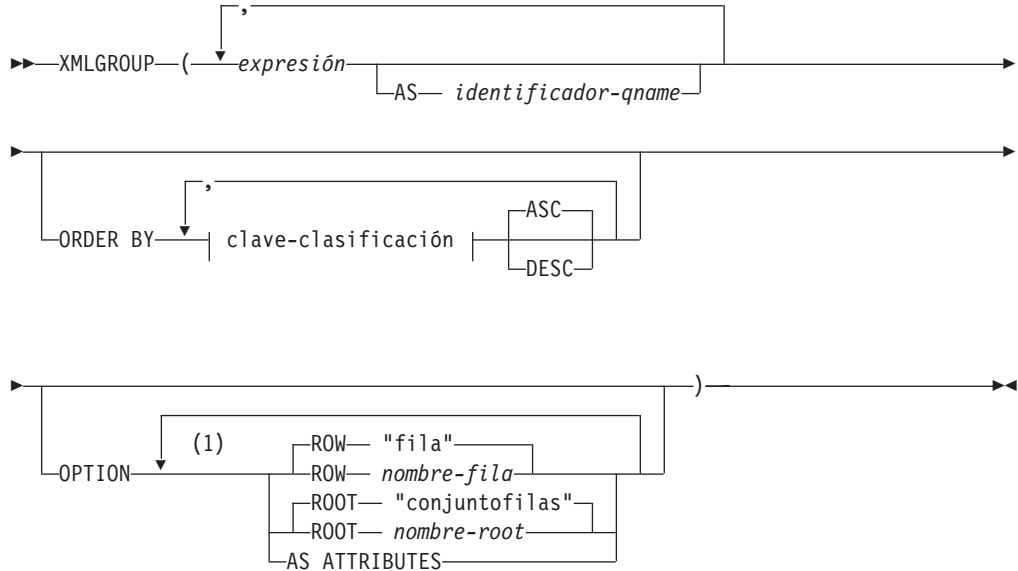 ,
XMLGROUP ( expresión
AS identificador-qname
,
ASC
ORDER BY clave-clasificación
DESC
)
(1) ROW "fila"
OPTION ROW nombre-fila
ROOT "conjuntofilas"
ROOT nombre-root
AS ATTRIBUTES